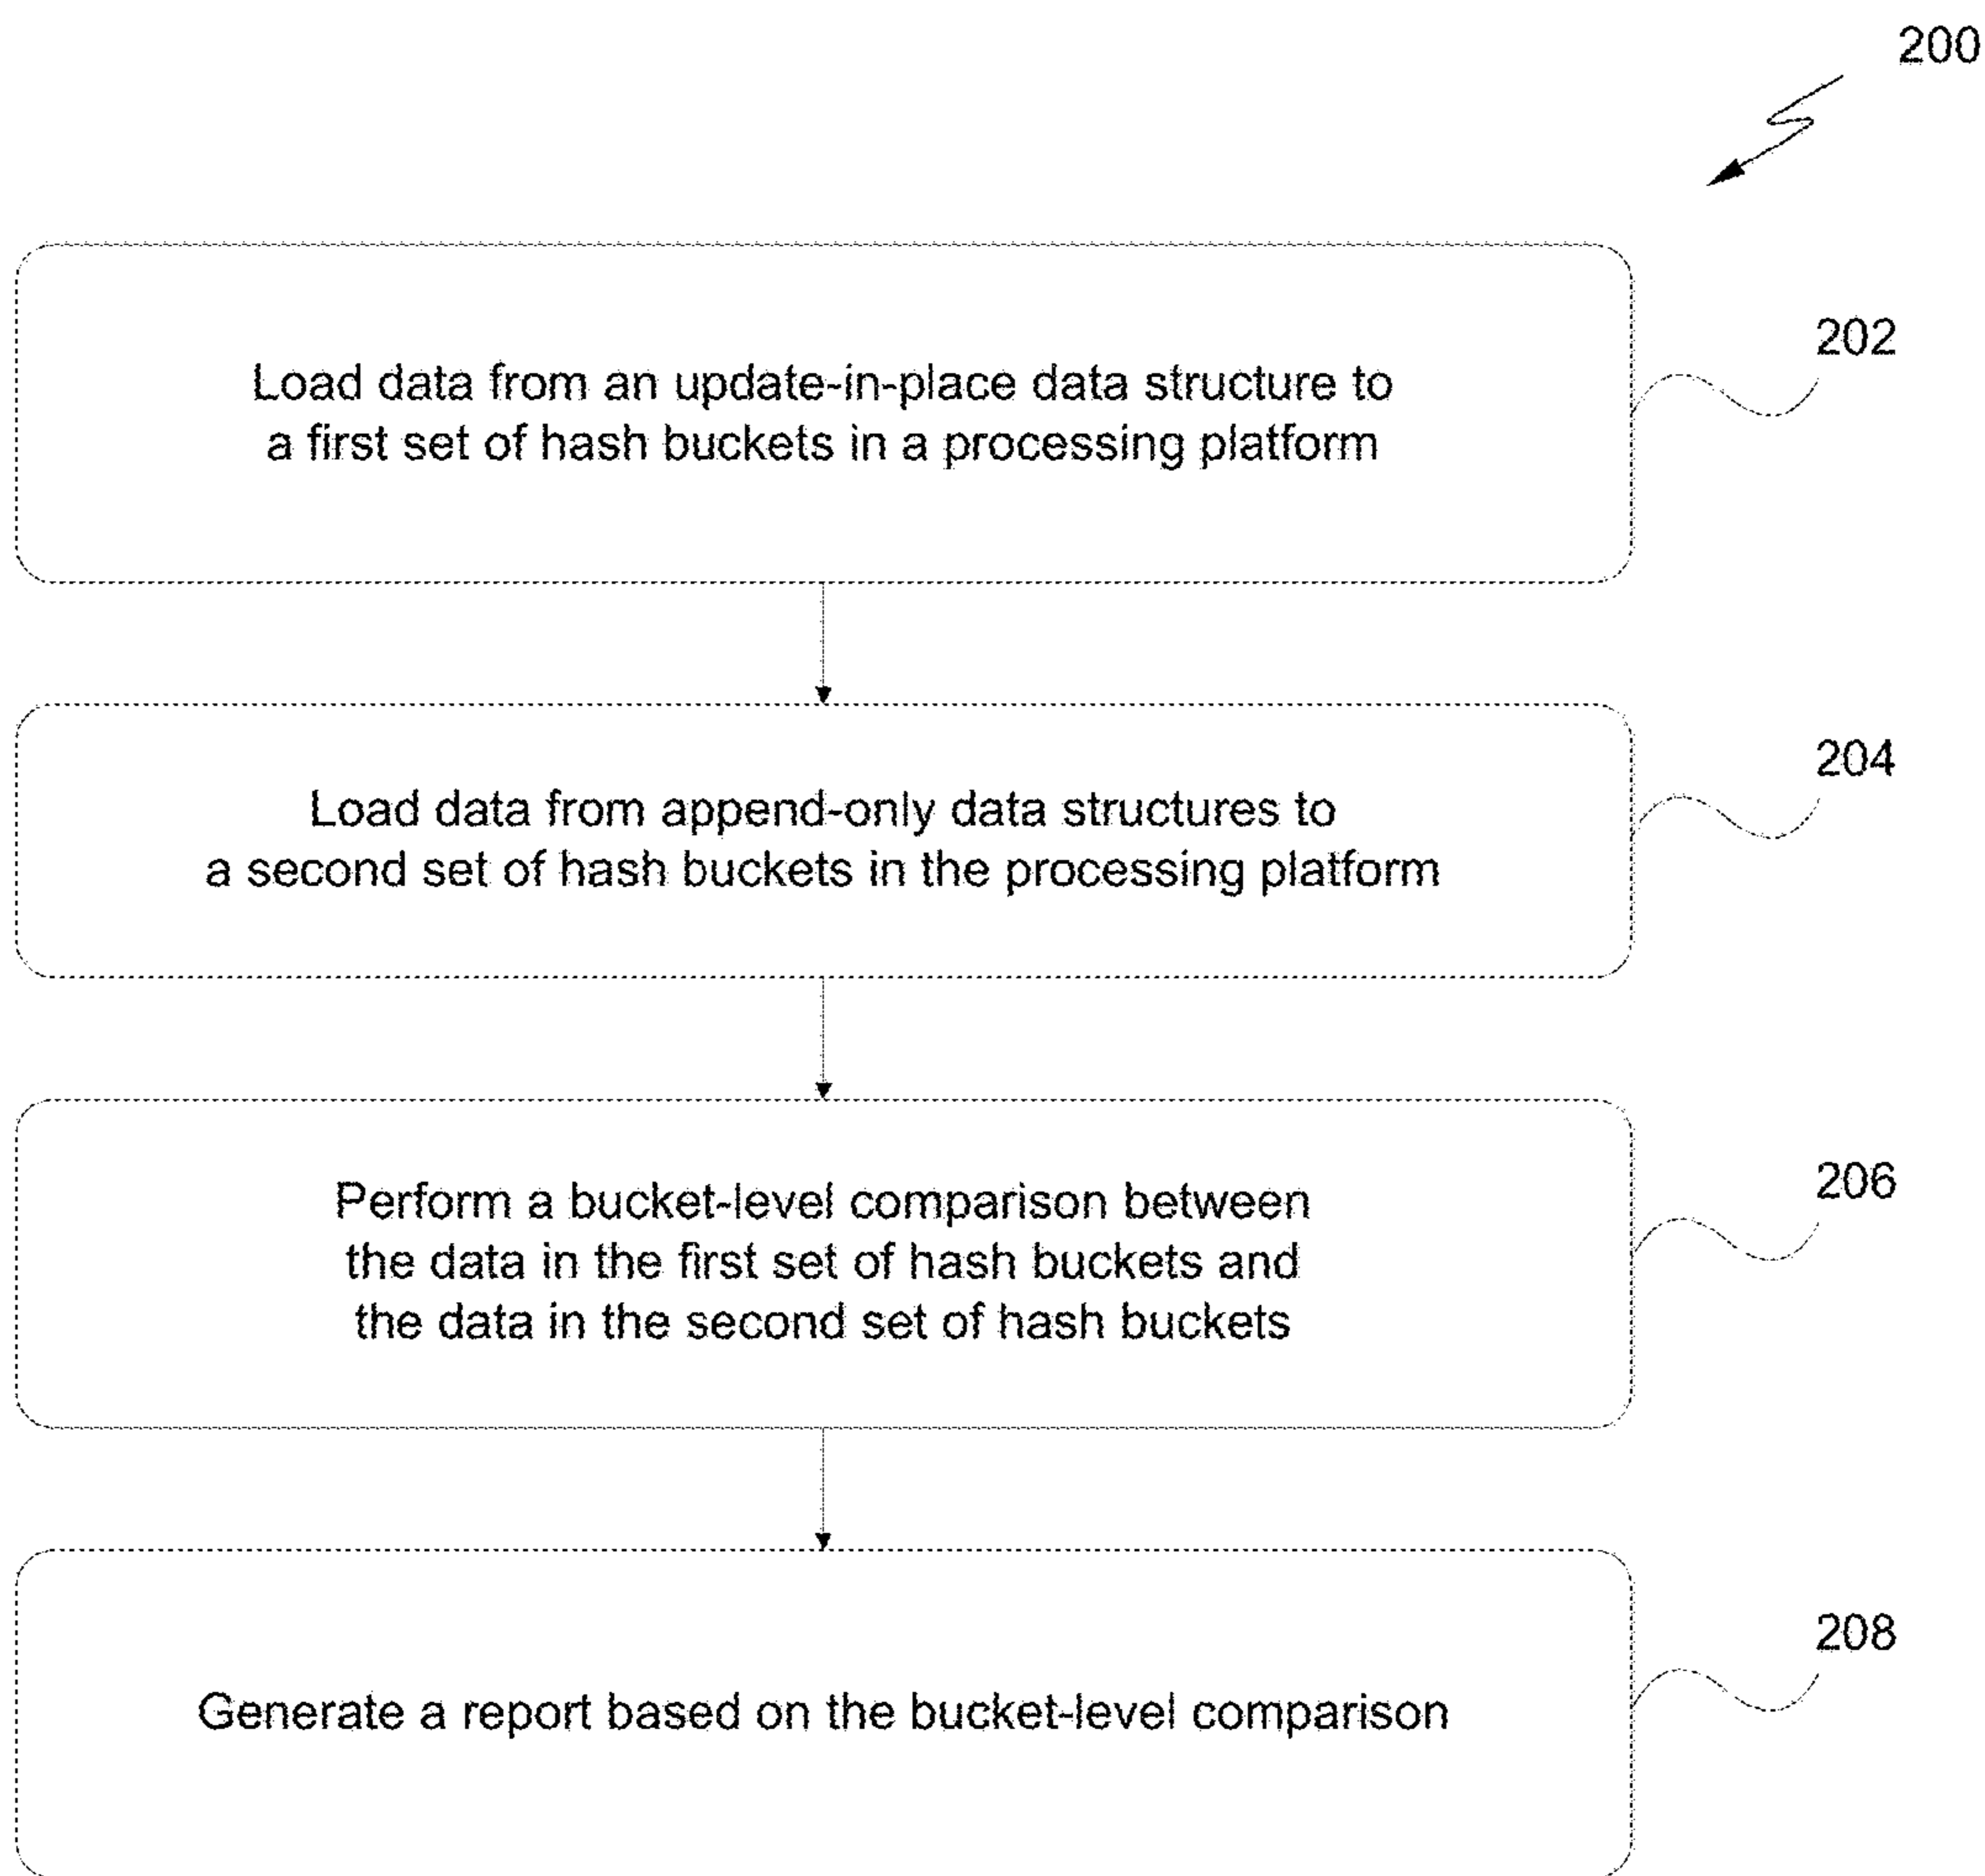 200
Load data from an update-in-place data structure to
a first set of hash buckets in a processing platform
202
Load data from append-only data structures to
a second set of hash buckets in the processing platform
204
Perform a bucket-level comparison between
the data in the first set of hash buckets and
the data in the second set of hash buckets
206
Generate a report based on the bucket-level comparison
208